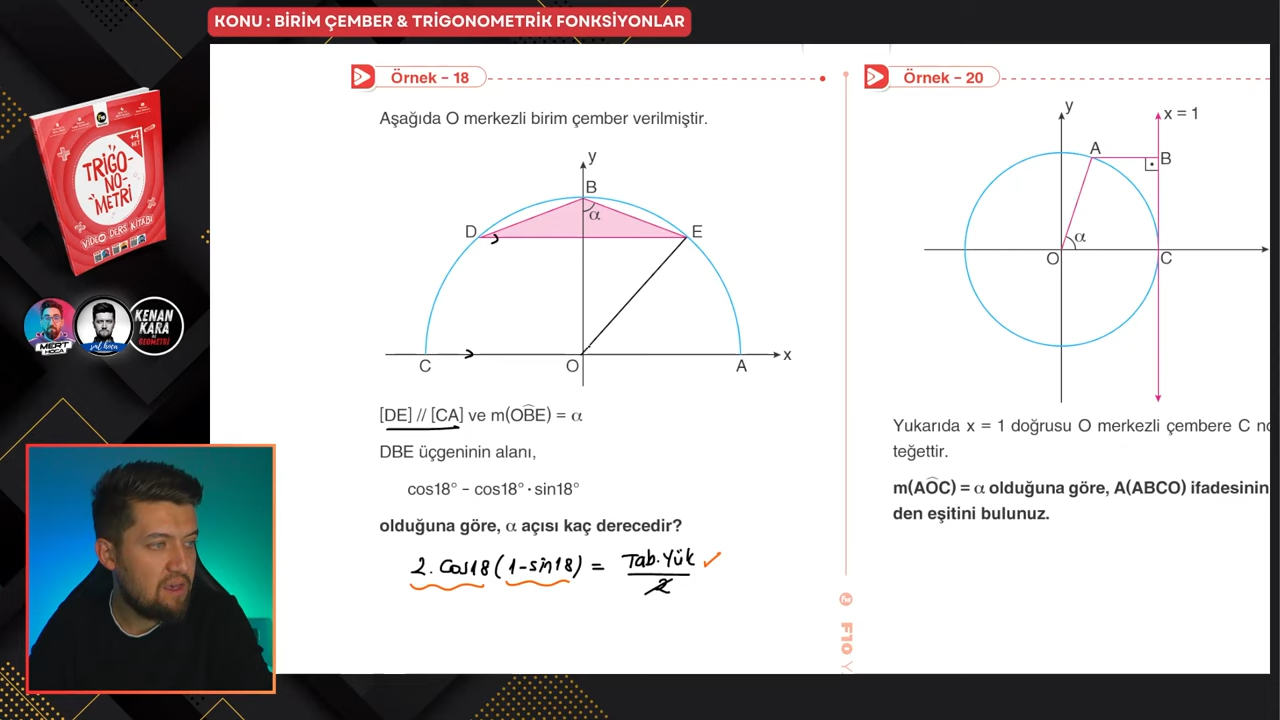 KONU : BİRİM ÇEMBER & TRİGONOMETRİK FONKSİYONLAR
+4 NET
TRİGO-
NO-
METRİ
VİDEO DERS KİTABI
MERT HOCA
KENAN KARA
GEOMETRİ
Örnek – 18
Aşağıda O merkezli birim çember verilmiştir.
y
B
α
D
E
C
O
A
x
[DE] // [CA] ve m(OBE) = α
DBE üçgeninin alanı,
cos18° – cos18° · sin18°
olduğuna göre, α açısı kaç derecedir?
2. Cos18 (1-sin18) = Tab.Yük / 2
F10 Y
Örnek – 20
y
x = 1
A
B
α
O
C
Yukarıda x = 1 doğrusu O merkezli çembere C
teğettir.
m(AOC) = α olduğuna göre, A(ABCO) ifadesinin
den eşitini bulunuz.